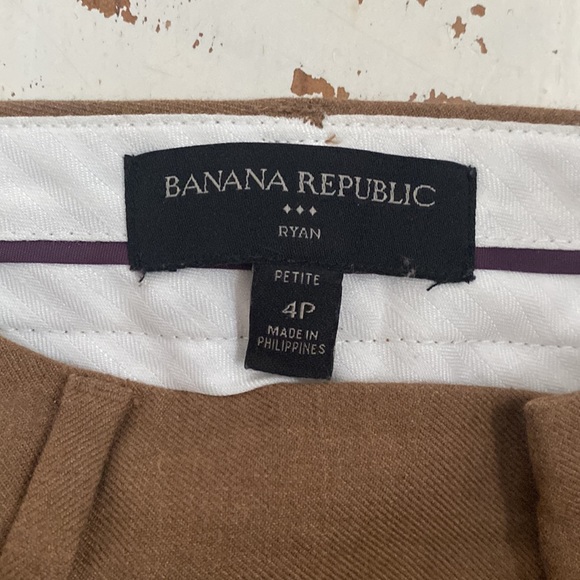 BANANA REPUBLIC
RYAN
PETITE
4P
MADE IN
PHILIPPINES